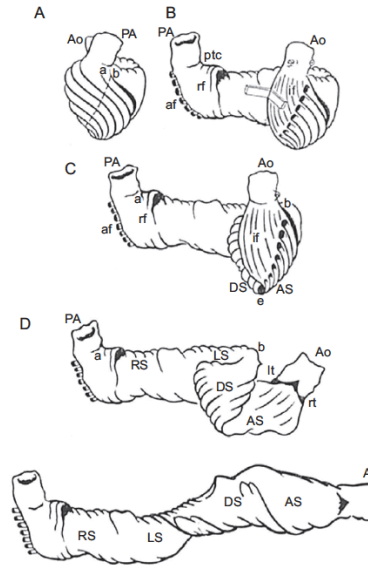 A
Ao PA
a b
B
PA Ao
ptc
rf
af
C
Ao
PA
a b
rf
af if
DS AS
e
D
PA
a LS b Ao
RS lt
DS rt
AS
A
DS AS
RS LS